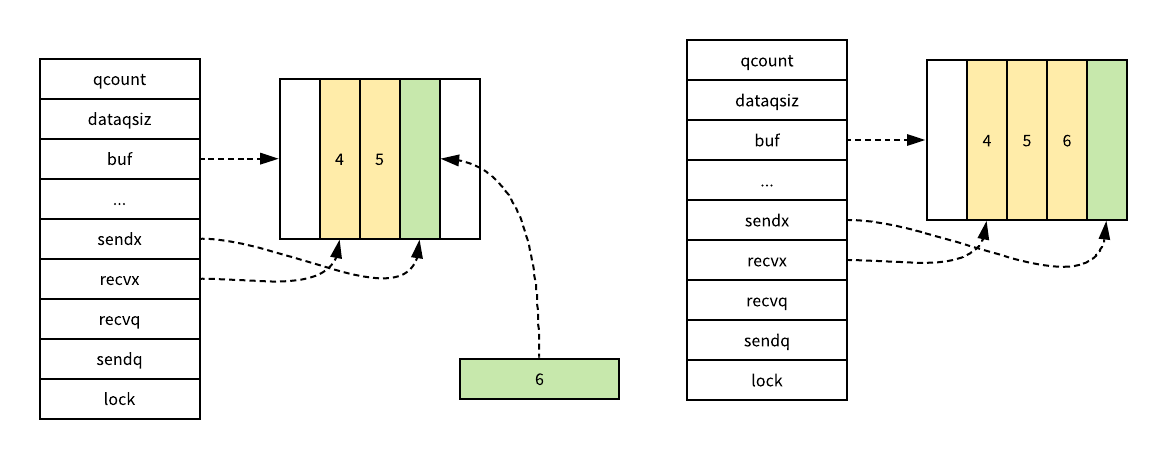 qcount
dataqsiz
buf
...
sendx
recvx
recvq
sendq
lock
4 5
6
qcount
dataqsiz
buf
...
sendx
recvx
recvq
sendq
lock
4 5 6